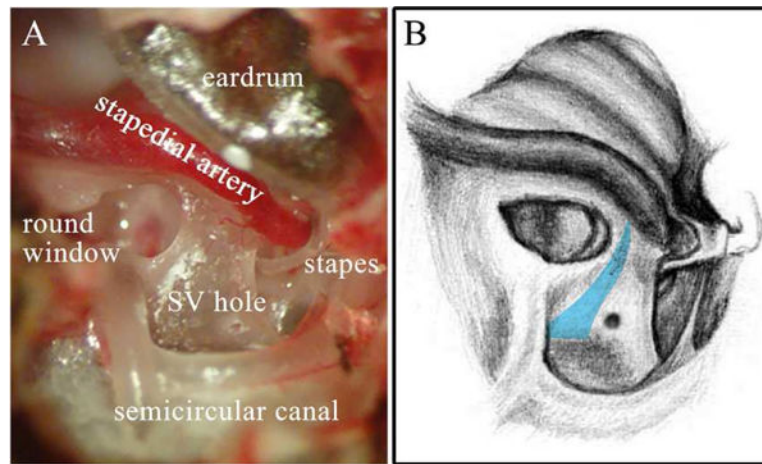 A
eardrum
stapedial artery
round
window
stapes
SV hole
semicircular canal
B